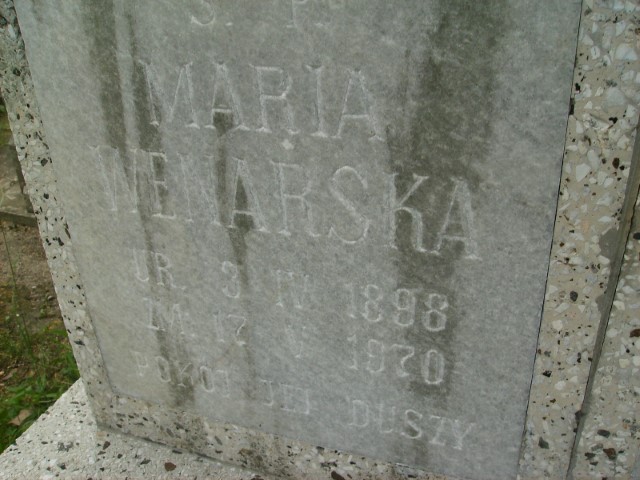 S. P.
MARIA
WENARSKA
UR. 3 IV 1898
ZM. 17 V 1970
POKÓJ JEJ DUSZY